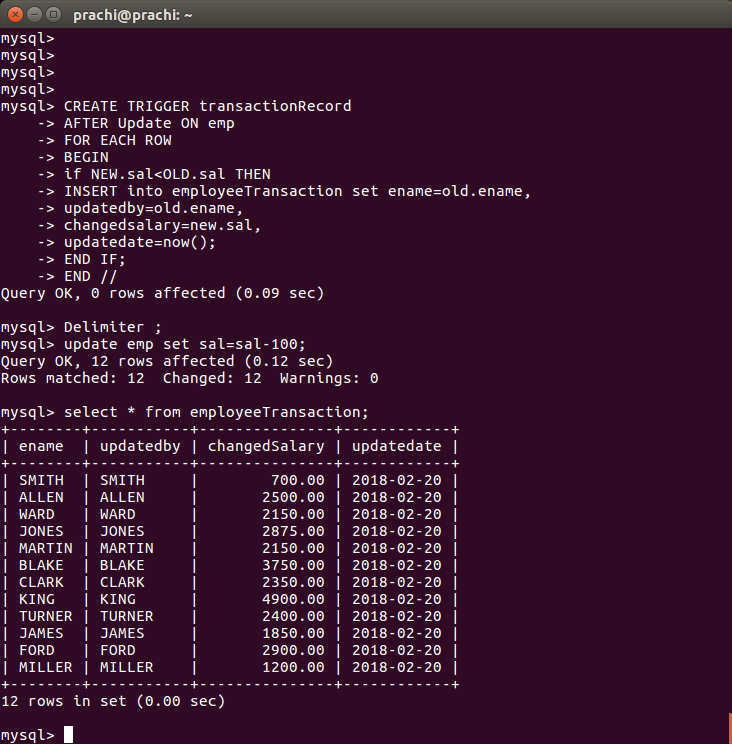 prachi@prachi: ~
mysql>
mysql>
mysql>
mysql>
mysql> CREATE TRIGGER transactionRecord
    -> AFTER Update ON emp
    -> FOR EACH ROW
    -> BEGIN
    -> if NEW.sal<OLD.sal THEN
    -> INSERT into employeeTransaction set ename=old.ename,
    -> updatedby=old.ename,
    -> changedsalary=new.sal,
    -> updatedate=now();
    -> END IF;
    -> END //
Query OK, 0 rows affected (0.09 sec)

mysql> Delimiter ;
mysql> update emp set sal=sal-100;
Query OK, 12 rows affected (0.12 sec)
Rows matched: 12  Changed: 12  Warnings: 0

mysql> select * from employeeTransaction;
+--------+-----------+---------------+------------+
| ename  | updatedby | changedSalary | updatedate |
+--------+-----------+---------------+------------+
| SMITH  | SMITH     |        700.00 | 2018-02-20 |
| ALLEN  | ALLEN     |       2500.00 | 2018-02-20 |
| WARD   | WARD      |       2150.00 | 2018-02-20 |
| JONES  | JONES     |       2875.00 | 2018-02-20 |
| MARTIN | MARTIN    |       2150.00 | 2018-02-20 |
| BLAKE  | BLAKE     |       3750.00 | 2018-02-20 |
| CLARK  | CLARK     |       2350.00 | 2018-02-20 |
| KING   | KING      |       4900.00 | 2018-02-20 |
| TURNER | TURNER    |       2400.00 | 2018-02-20 |
| JAMES  | JAMES     |       1850.00 | 2018-02-20 |
| FORD   | FORD      |       2900.00 | 2018-02-20 |
| MILLER | MILLER    |       1200.00 | 2018-02-20 |
+--------+-----------+---------------+------------+
12 rows in set (0.00 sec)

mysql>